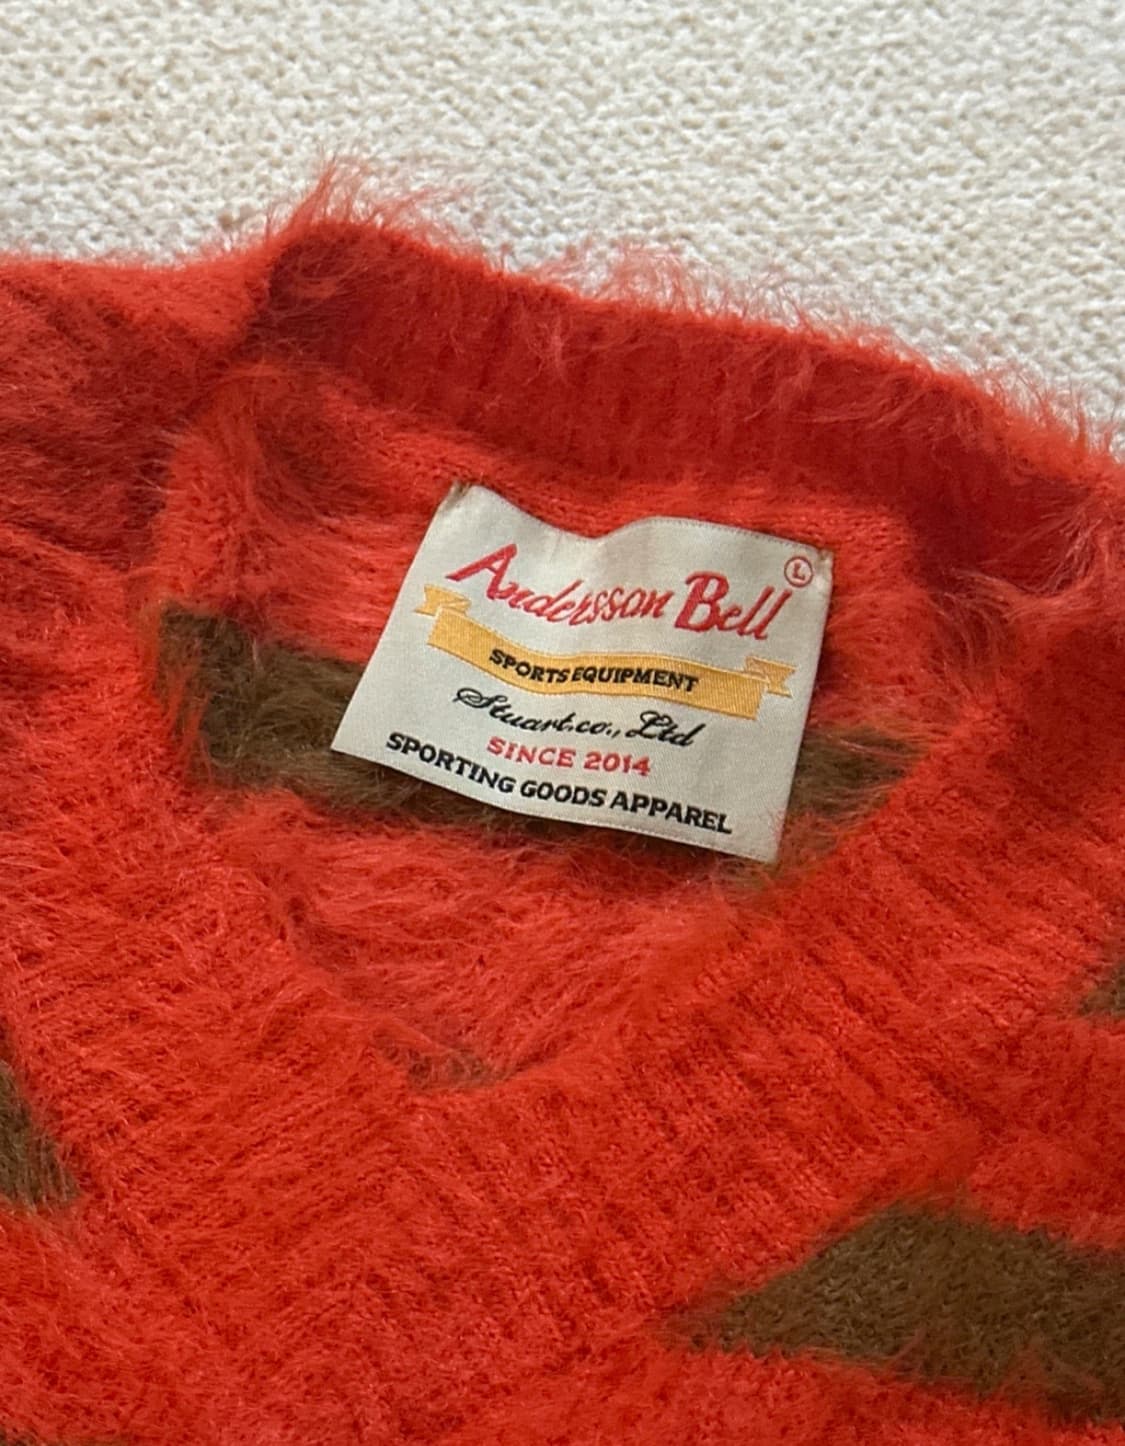 Andersson Bell L
SPORTS EQUIPMENT
Stuart.co., Ltd
SINCE 2014
SPORTING GOODS APPAREL